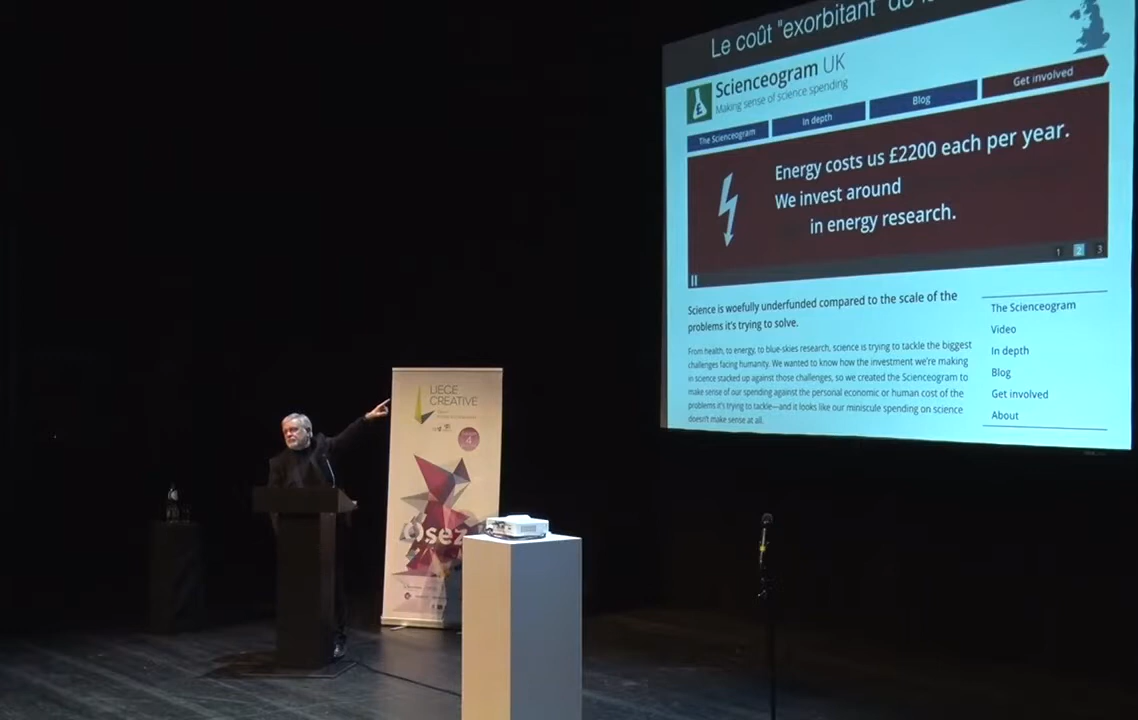 Le coût "exorbitant" de
Scienceogram UK
Making sense of science spending
The Scienceogram
In depth
Blog
Get involved
Energy costs us £2200 each per year.
We invest around
in energy research.
1 2 3
Science is woefully underfunded compared to the scale of the
problems it's trying to solve.
From health, to energy, to blue-skies research, science is trying to tackle the biggest
challenges facing humanity. We wanted to know how the investment we're making
in science stacked up against those challenges, so we created the Scienceogram to
make sense of our spending against the personal economic or human cost of the
problems it's trying to tackle—and it looks like our miniscule spending on science
doesn't make sense at all.
The Scienceogram
Video
In depth
Blog
Get involved
About
CREATIVE
4
Osez